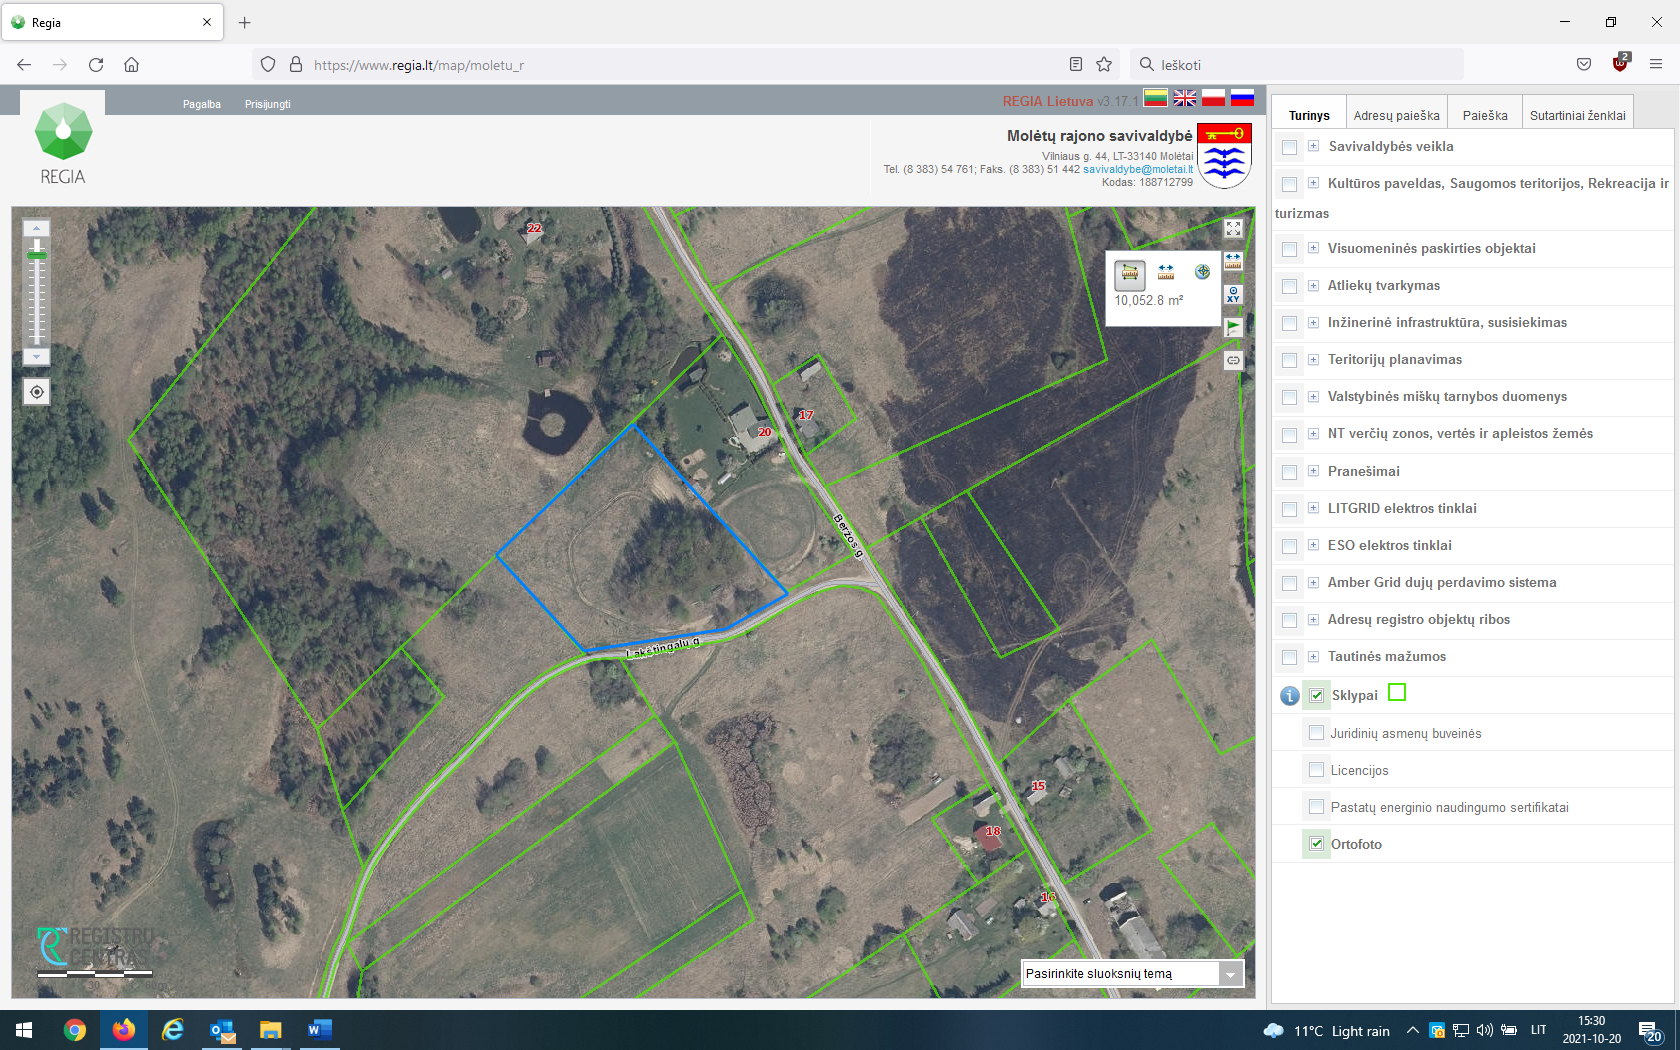 Regia
https://www.regia.lt/map/moletu_r
Ieškoti
2
Pagalba
Prisijungti
REGIA Lietuva v3.17.1
REGIA
Molėtų rajono savivaldybė
Vilniaus g. 44, LT-33140 Molėtai
Tel. (8 383) 54 761; Faks. (8 383) 51 442 savivaldybe@moletai.lt
Kodas: 188712799
Turinys
Adresų paieška
Paieška
Sutartiniai ženklai
Savivaldybės veikla
Kultūros paveldas, Saugomos teritorijos, Rekreacija ir
turizmas
Visuomeninės paskirties objektai
Atliekų tvarkymas
Inžinerinė infrastruktūra, susisiekimas
Teritorijų planavimas
Valstybinės miškų tarnybos duomenys
NT verčių zonos, vertės ir apleistos žemės
Pranešimai
LITGRID elektros tinklai
ESO elektros tinklai
Amber Grid dujų perdavimo sistema
Adresų registro objektų ribos
Tautinės mažumos
Sklypai
Juridinių asmenų buveinės
Licencijos
Pastatų energinio naudingumo sertifikatai
Ortofoto
22
10,052.8 m²
XY
17
20
Beržos g.
Lakštingalų g.
15
18
16
REGISTRŲ
CENTRAS
30
Pasirinkite sluoksnių temą
11°C Light rain
LIT
15:30
2021-10-20
20